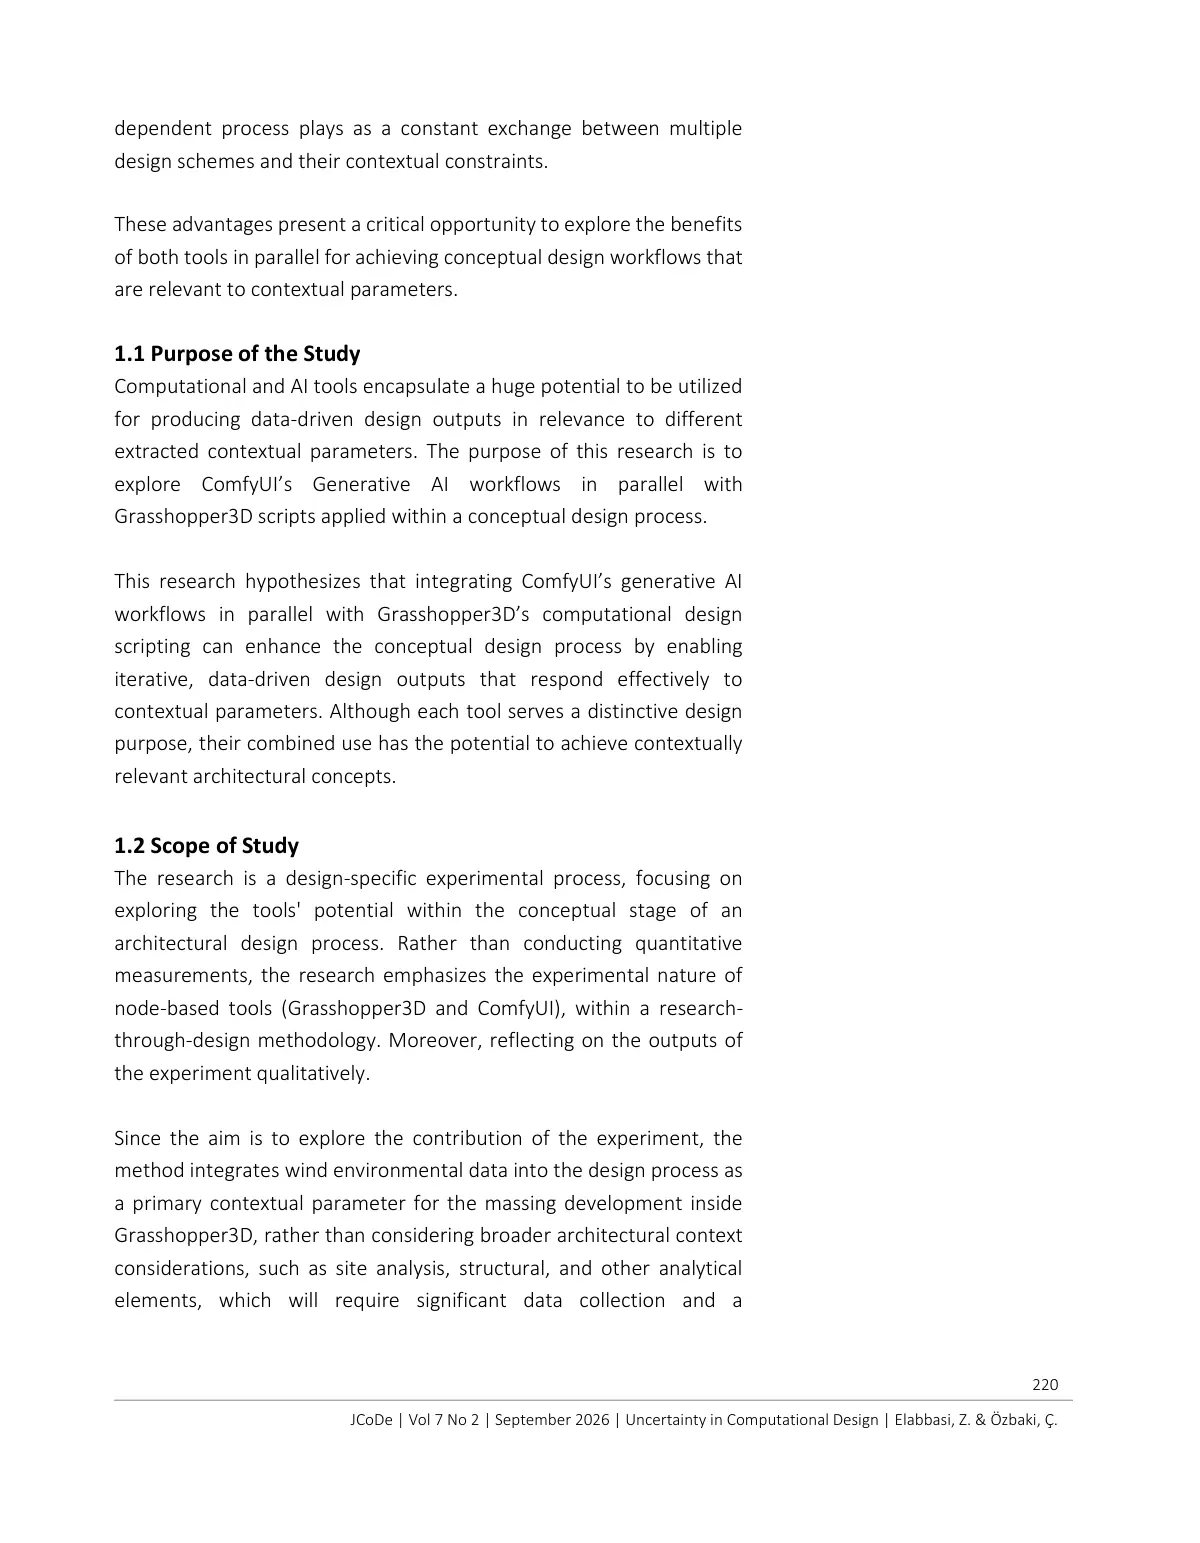 dependent process plays as a constant exchange between multiple
design schemes and their contextual constraints.
These advantages present a critical opportunity to explore the benefits
of both tools in parallel for achieving conceptual design workflows that
are relevant to contextual parameters.
1.1 Purpose of the Study
Computational and AI tools encapsulate a huge potential to be utilized
for producing data-driven design outputs in relevance to different
extracted contextual parameters. The purpose of this research is to
explore ComfyUI’s Generative AI workflows in parallel with
Grasshopper3D scripts applied within a conceptual design process.
This research hypothesizes that integrating ComfyUI’s generative AI
workflows in parallel with Grasshopper3D’s computational design
scripting can enhance the conceptual design process by enabling
iterative, data-driven design outputs that respond effectively to
contextual parameters. Although each tool serves a distinctive design
purpose, their combined use has the potential to achieve contextually
relevant architectural concepts.
1.2 Scope of Study
The research is a design-specific experimental process, focusing on
exploring the tools' potential within the conceptual stage of an
architectural design process. Rather than conducting quantitative
measurements, the research emphasizes the experimental nature of
node-based tools (Grasshopper3D and ComfyUI), within a research-
through-design methodology. Moreover, reflecting on the outputs of
the experiment qualitatively.
Since the aim is to explore the contribution of the experiment, the
method integrates wind environmental data into the design process as
a primary contextual parameter for the massing development inside
Grasshopper3D, rather than considering broader architectural context
considerations, such as site analysis, structural, and other analytical
elements, which will require significant data collection and a
220
JCoDe | Vol 7 No 2 | September 2026 | Uncertainty in Computational Design | Elabbasi, Z. & Özbaki, Ç.